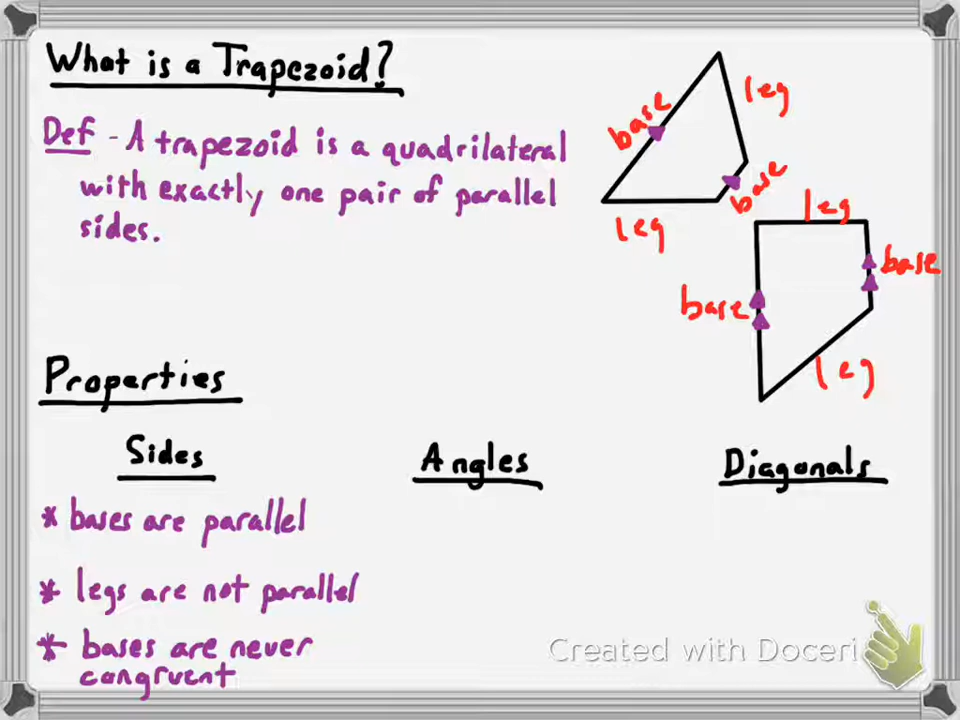 What is a Trapezoid?
Def - A trapezoid is a quadrilateral
with exactly one pair of parallel
sides.
base
leg
base
leg
leg
base
base
leg
Properties
Sides
Angles
Diagonals
* bases are parallel
* legs are not parallel
* bases are never
congruent
Created with Doceri